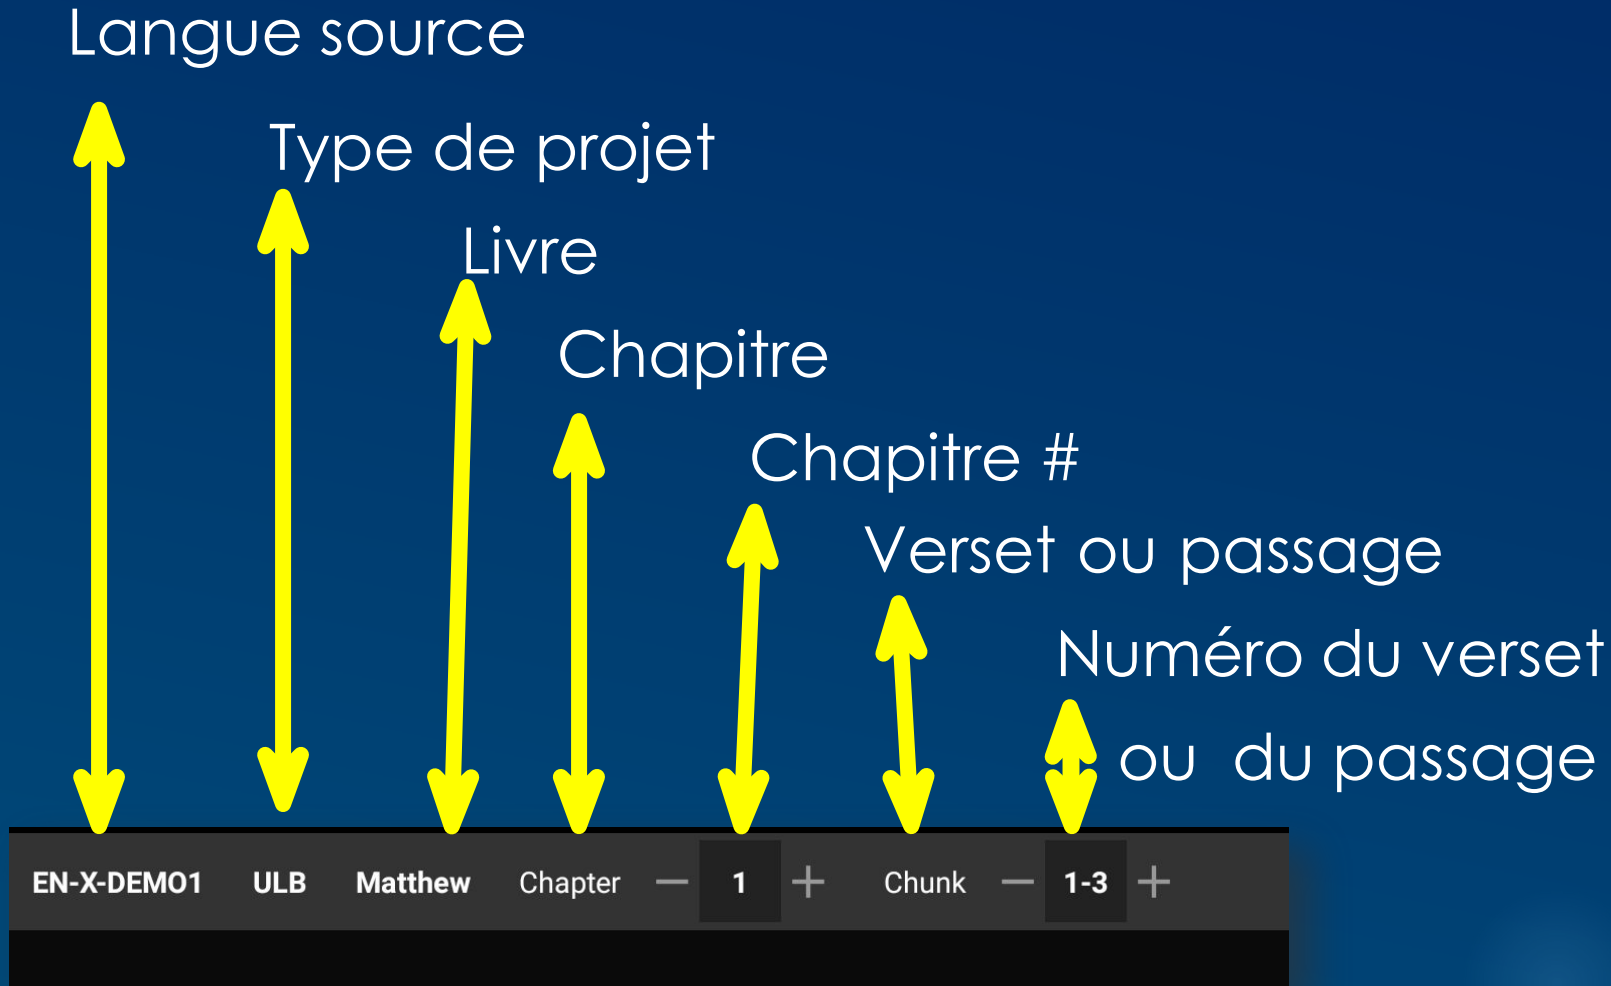 Langue source
Type de projet
Livre
Chapitre
Chapitre #
Verset ou passage
Numéro du verset
ou du passage
EN-X-DEMO1 ULB Matthew Chapter — 1 + Chunk — 1-3 +